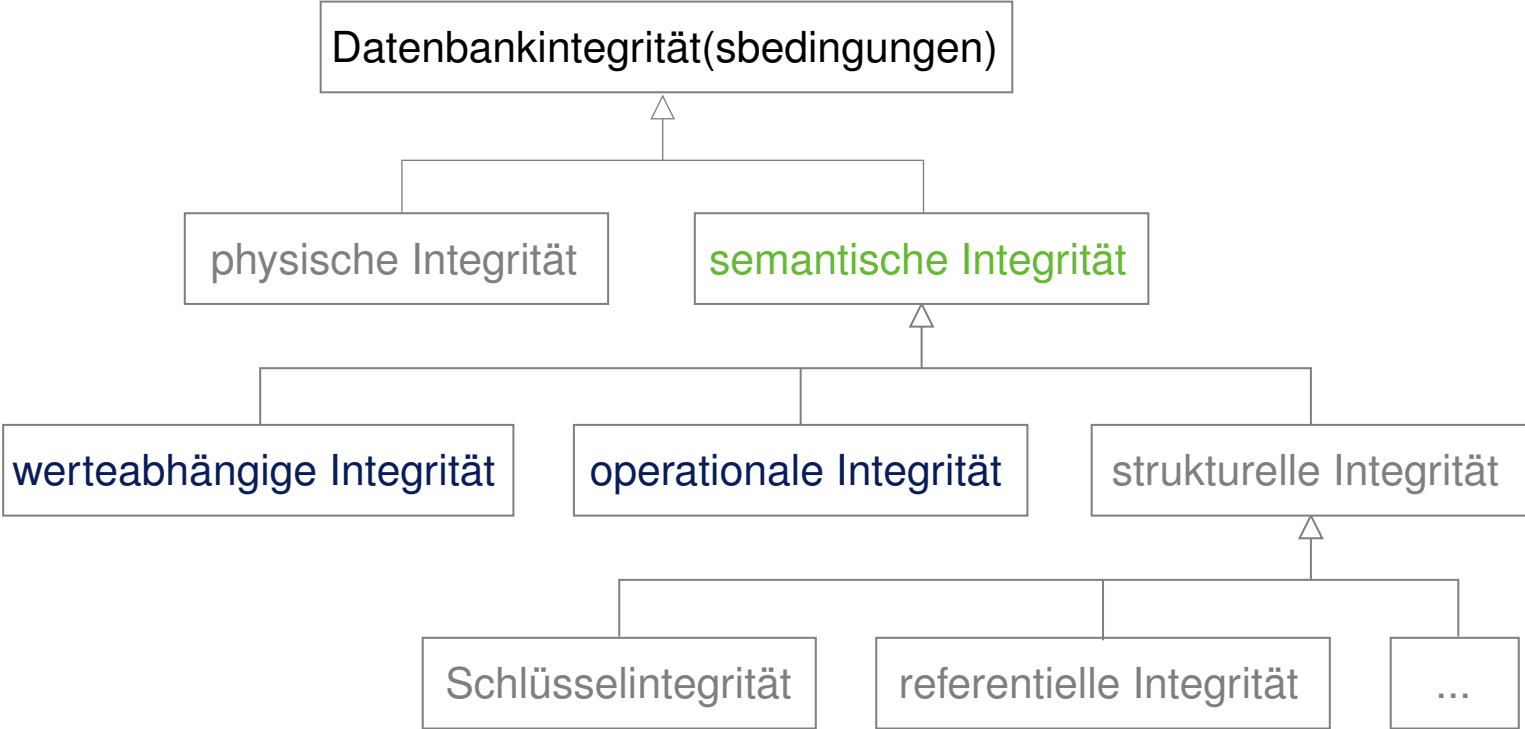 Datenbankintegrität(sbedingungen)
physische Integrität
semantische Integrität
werteabhängige Integrität
operationale Integrität
strukturelle Integrität
Schlüsselintegrität
referentielle Integrität
...